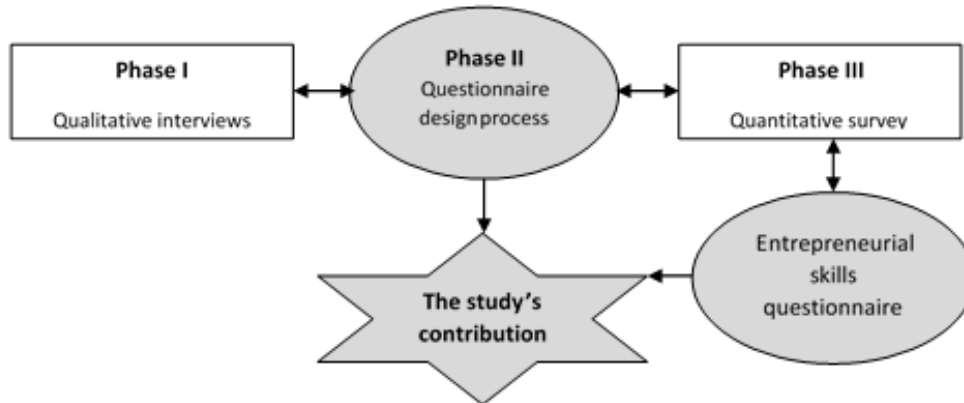 Phase I
Qualitative interviews
Phase II
Questionnaire
design process
Phase III
Quantitative survey
The study's
contribution
Entrepreneurial
skills
questionnaire